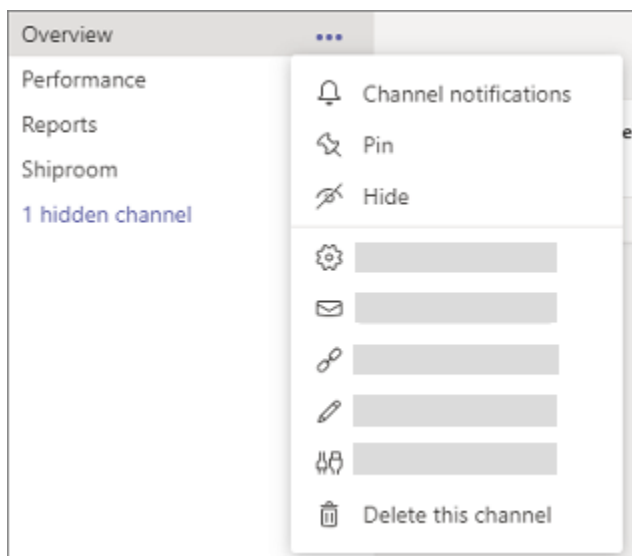 Overview
Performance
Reports
Shiproom
1 hidden channel
Channel notifications
Pin
Hide
Delete this channel
e